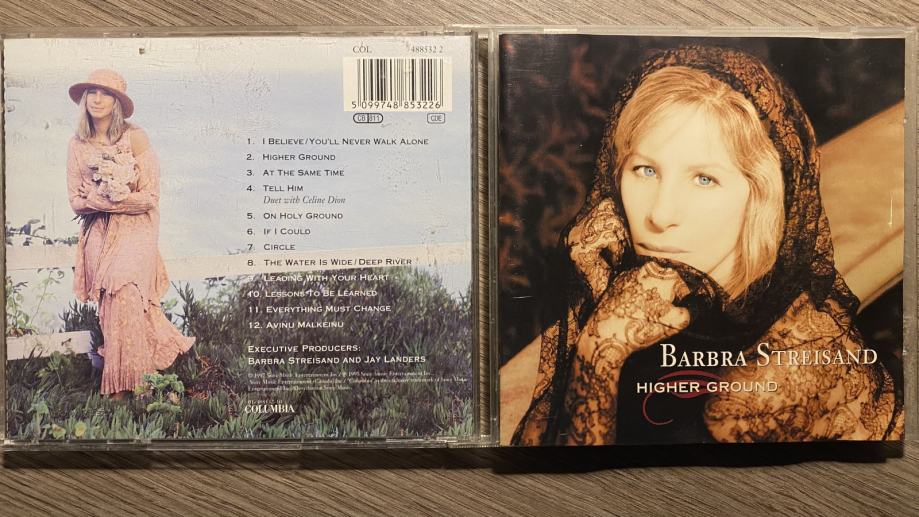 COL 488532 2
5 099748 853226
CB 811 CDE
1. I BELIEVE/YOU'LL NEVER WALK ALONE
2. HIGHER GROUND
3. AT THE SAME TIME
4. TELL HIM
Duet with Celine Dion
5. ON HOLY GROUND
6. IF I COULD
7. CIRCLE
8. THE WATER IS WIDE/DEEP RIVER
LEADING WITH YOUR HEART
10. LESSONS TO BE LEARNED
11. EVERYTHING MUST CHANGE
12. AVINU MALKEINU
EXECUTIVE PRODUCERS:
BARBRA STREISAND AND JAY LANDERS
COLUMBIA
BARBRA STREISAND
HIGHER GROUND